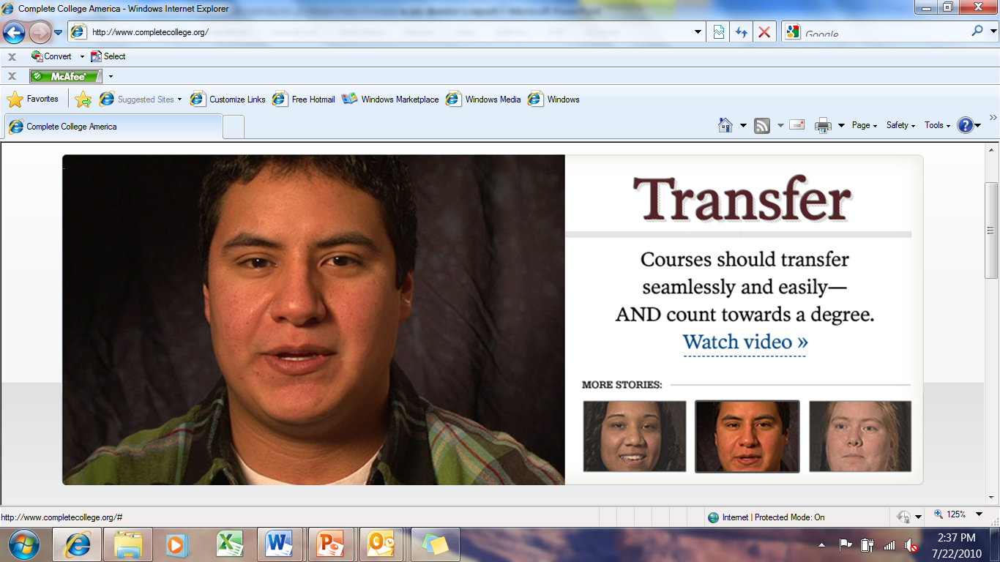 Complete College America - Windows Internet Explorer
http://www.completecollege.org/
Google
Convert Select
McAfee
Favorites Suggested Sites Customize Links Free Hotmail Windows Marketplace Windows Media Windows
Complete College America
Page Safety Tools
Transfer
Courses should transfer
seamlessly and easily—
AND count towards a degree.
Watch video »
MORE STORIES:
http://www.completecollege.org/#
Internet | Protected Mode: On
125%
2:37 PM
7/22/2010